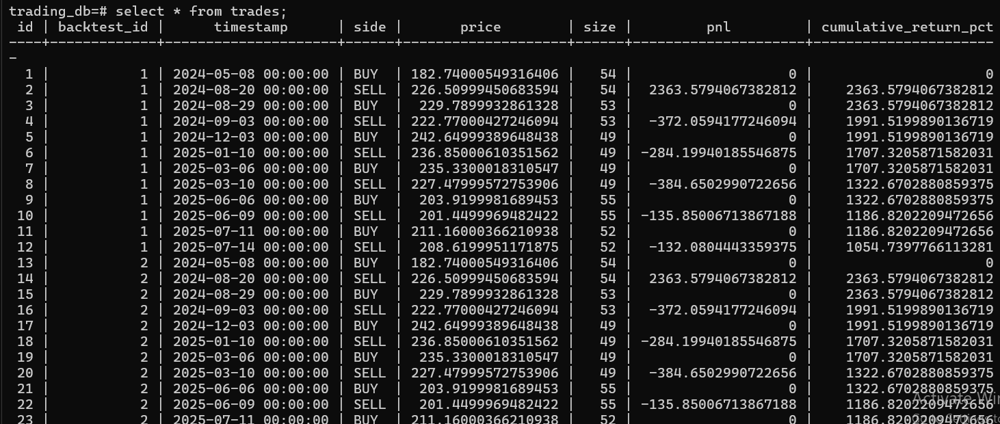 trading_db=# select * from trades;
 id | backtest_id |      timestamp      | side |       price        | size |         pnl         | cumulative_return_pct
----+-------------+---------------------+------+--------------------+------+---------------------+----------------------
-
  1 |           1 | 2024-05-08 00:00:00 | BUY  | 182.74000549316406 |   54 |                   0 |                     0
  2 |           1 | 2024-08-20 00:00:00 | SELL | 226.50999450683594 |   54 |  2363.5794067382812 |    2363.5794067382812
  3 |           1 | 2024-08-29 00:00:00 | BUY  |  229.7899932861328 |   53 |                   0 |    2363.5794067382812
  4 |           1 | 2024-09-03 00:00:00 | SELL | 222.77000427246094 |   53 |  -372.0594177246094 |    1991.5199890136719
  5 |           1 | 2024-12-03 00:00:00 | BUY  | 242.64999389648438 |   49 |                   0 |    1991.5199890136719
  6 |           1 | 2025-01-10 00:00:00 | SELL | 236.85000610351562 |   49 | -284.19940185546875 |    1707.3205871582031
  7 |           1 | 2025-03-06 00:00:00 | BUY  |  235.3300018310547 |   49 |                   0 |    1707.3205871582031
  8 |           1 | 2025-03-10 00:00:00 | SELL | 227.47999572753906 |   49 |  -384.6502990722656 |    1322.6702880859375
  9 |           1 | 2025-06-06 00:00:00 | BUY  |  203.9199981689453 |   55 |                   0 |    1322.6702880859375
 10 |           1 | 2025-06-09 00:00:00 | SELL | 201.4499969482422 |   55 | -135.85006713867188 |    1186.8202209472656
 11 |           1 | 2025-07-11 00:00:00 | BUY  | 211.16000366210938 |   52 |                   0 |    1186.8202209472656
 12 |           1 | 2025-07-14 00:00:00 | SELL |  208.6199951171875 |   52 |  -132.0804443359375 |    1054.7397766113281
 13 |           2 | 2024-05-08 00:00:00 | BUY  | 182.74000549316406 |   54 |                   0 |                     0
 14 |           2 | 2024-08-20 00:00:00 | SELL | 226.50999450683594 |   54 |  2363.5794067382812 |    2363.5794067382812
 15 |           2 | 2024-08-29 00:00:00 | BUY  |  229.7899932861328 |   53 |                   0 |    2363.5794067382812
 16 |           2 | 2024-09-03 00:00:00 | SELL | 222.77000427246094 |   53 |  -372.0594177246094 |    1991.5199890136719
 17 |           2 | 2024-12-03 00:00:00 | BUY  | 242.64999389648438 |   49 |                   0 |    1991.5199890136719
 18 |           2 | 2025-01-10 00:00:00 | SELL | 236.85000610351562 |   49 | -284.19940185546875 |    1707.3205871582031
 19 |           2 | 2025-03-06 00:00:00 | BUY  |  235.3300018310547 |   49 |                   0 |    1707.3205871582031
 20 |           2 | 2025-03-10 00:00:00 | SELL | 227.47999572753906 |   49 |  -384.6502990722656 |    1322.6702880859375
 21 |           2 | 2025-06-06 00:00:00 | BUY  |  203.9199981689453 |   55 |                   0 |    1322.6702880859375
 22 |           2 | 2025-06-09 00:00:00 | SELL | 201.4499969482422 |   55 | -135.85006713867188 |    1186.8202209472656
 23 |           2 | 2025-07-11 00:00:00 | BUY  | 211.16000366210938 |   52 |                   0 |    1186.8202209472656
Activate Win